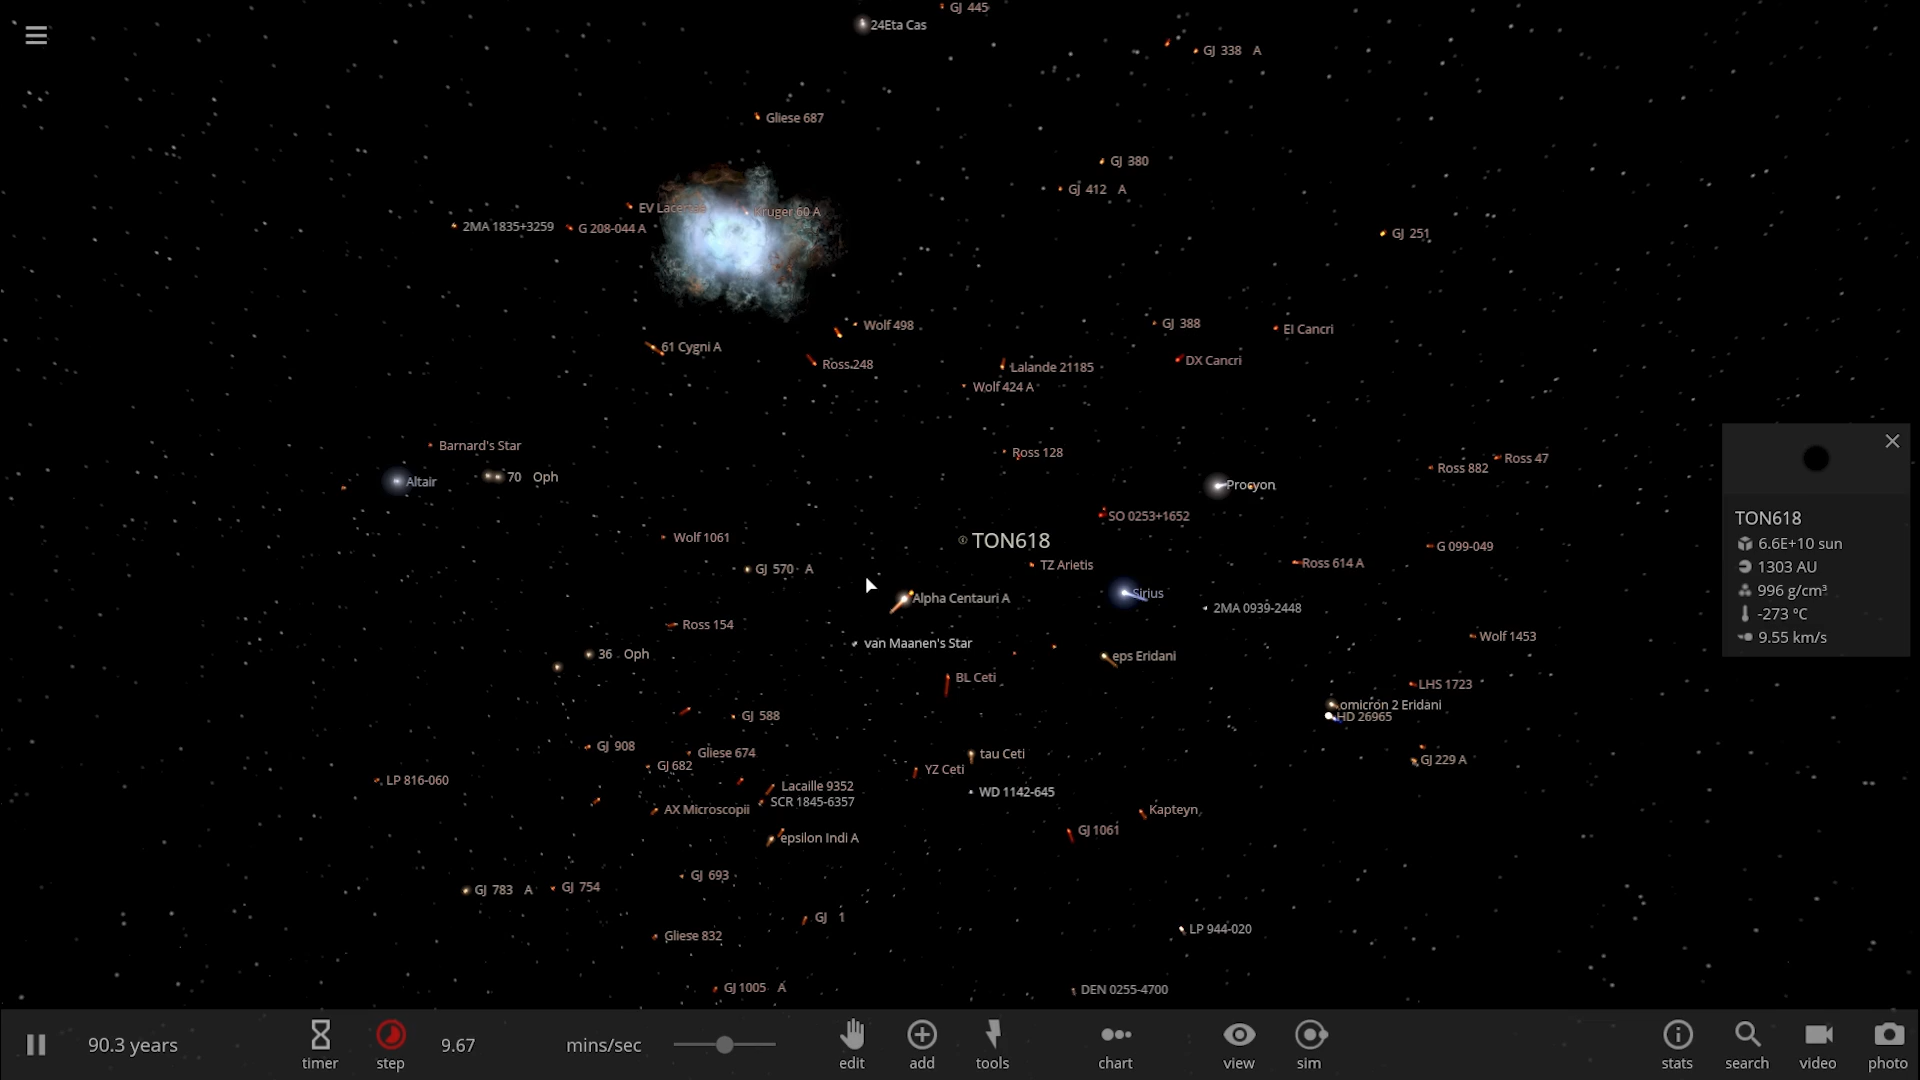 GJ 445
24Eta Cas
GJ 338 A
Gliese 687
GJ 380
GJ 412 A
EV Lacertae
Kruger 60 A
2MA 1835+3259
G 208-044 A
GJ 251
Wolf 498
GJ 388
EI Cancri
61 Cygni A
Ross 248
DX Cancri
Lalande 21185
Wolf 424 A
Barnard's Star
Ross 128
Ross 47
Ross 882
70 Oph
Altair
Procyon
SO 0253+1652
TON618
Wolf 1061
G 099-049
Ross 614 A
TZ Arietis
GJ 570 A
Sirius
Alpha Centauri A
2MA 0939-2448
Ross 154
Wolf 1453
van Maanen's Star
36 Oph
eps Eridani
BL Ceti
LHS 1723
omicron 2 Eridani
HD 26965
GJ 588
GJ 908
Gliese 674
tau Ceti
GJ 229 A
GJ 682
YZ Ceti
LP 816-060
Lacaille 9352
WD 1142-645
SCR 1845-6357
AX Microscopii
Kapteyn
GJ 1061
epsilon Indi A
GJ 693
GJ 783 A
GJ 754
GJ 1
LP 944-020
Gliese 832
GJ 1005 A
DEN 0255-4700
TON618
6.6E+10 sun
1303 AU
996 g/cm³
-273 °C
9.55 km/s
90.3 years
timer
step
9.67
mins/sec
edit
add
tools
chart
view
sim
stats
search
video
photo